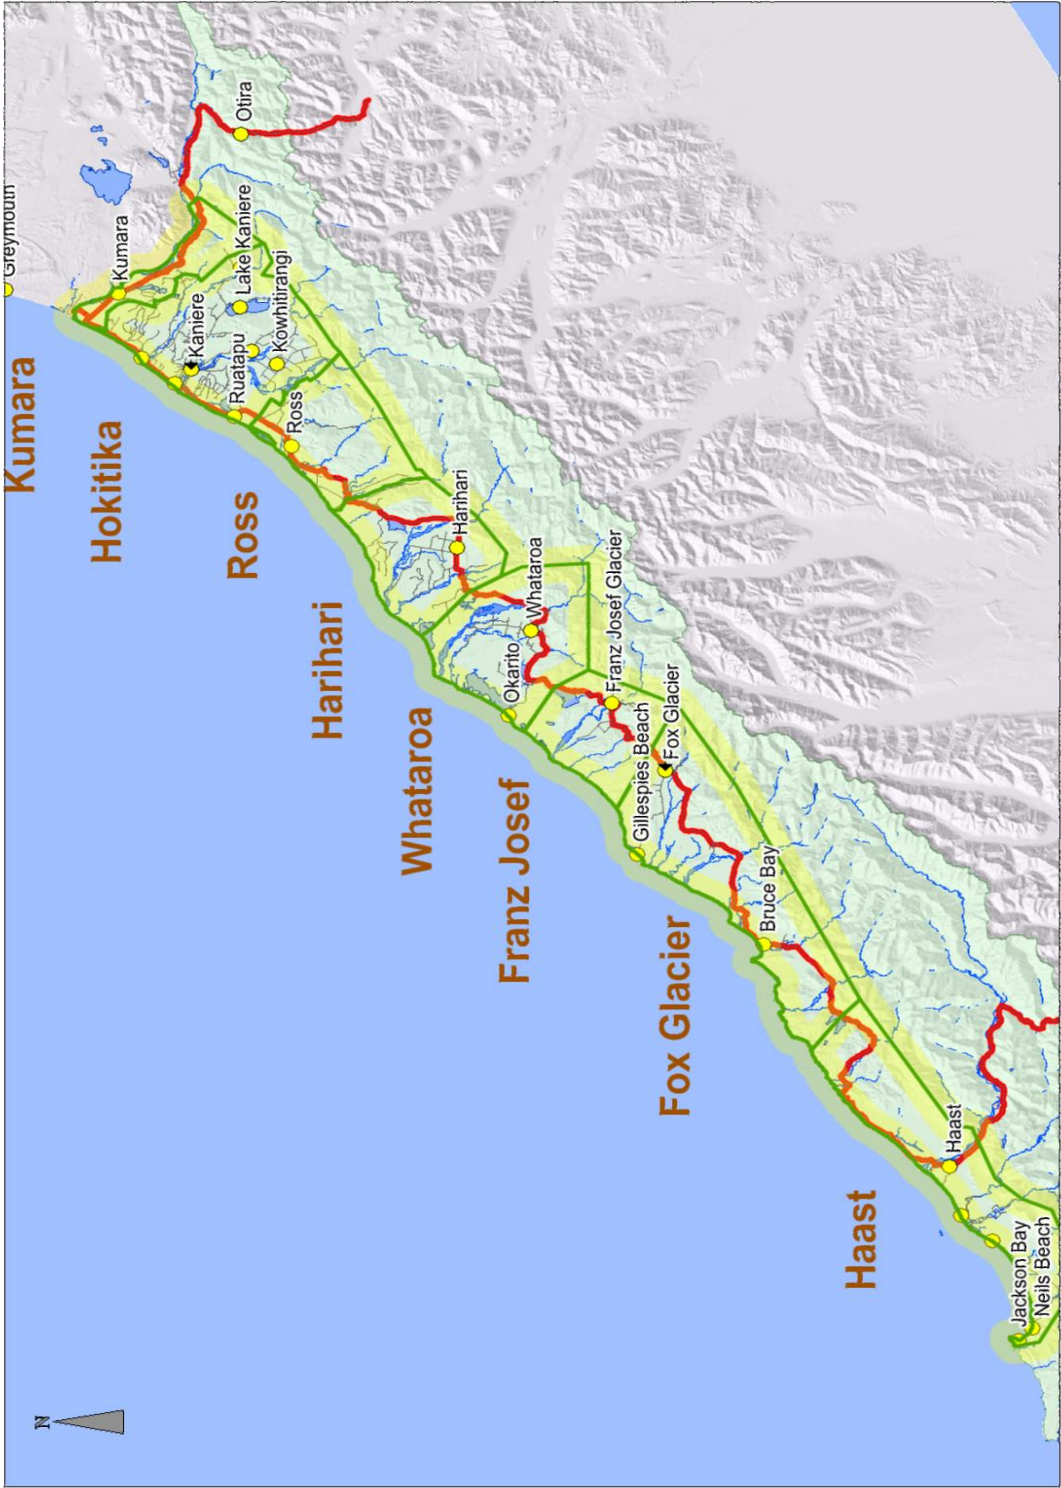 N
Kumara
Hokitika
Ross
Harihari
Whataroa
Franz Josef
Fox Glacier
Haast
Greymouth
Kumara
Otira
Kaniere
Lake Kaniere
Kowhitirangi
Ruatapu
Ross
Harihari
Whataroa
Okarito
Franz Josef Glacier
Gillespies Beach
Fox Glacier
Bruce Bay
Haast
Jackson Bay
Neils Beach